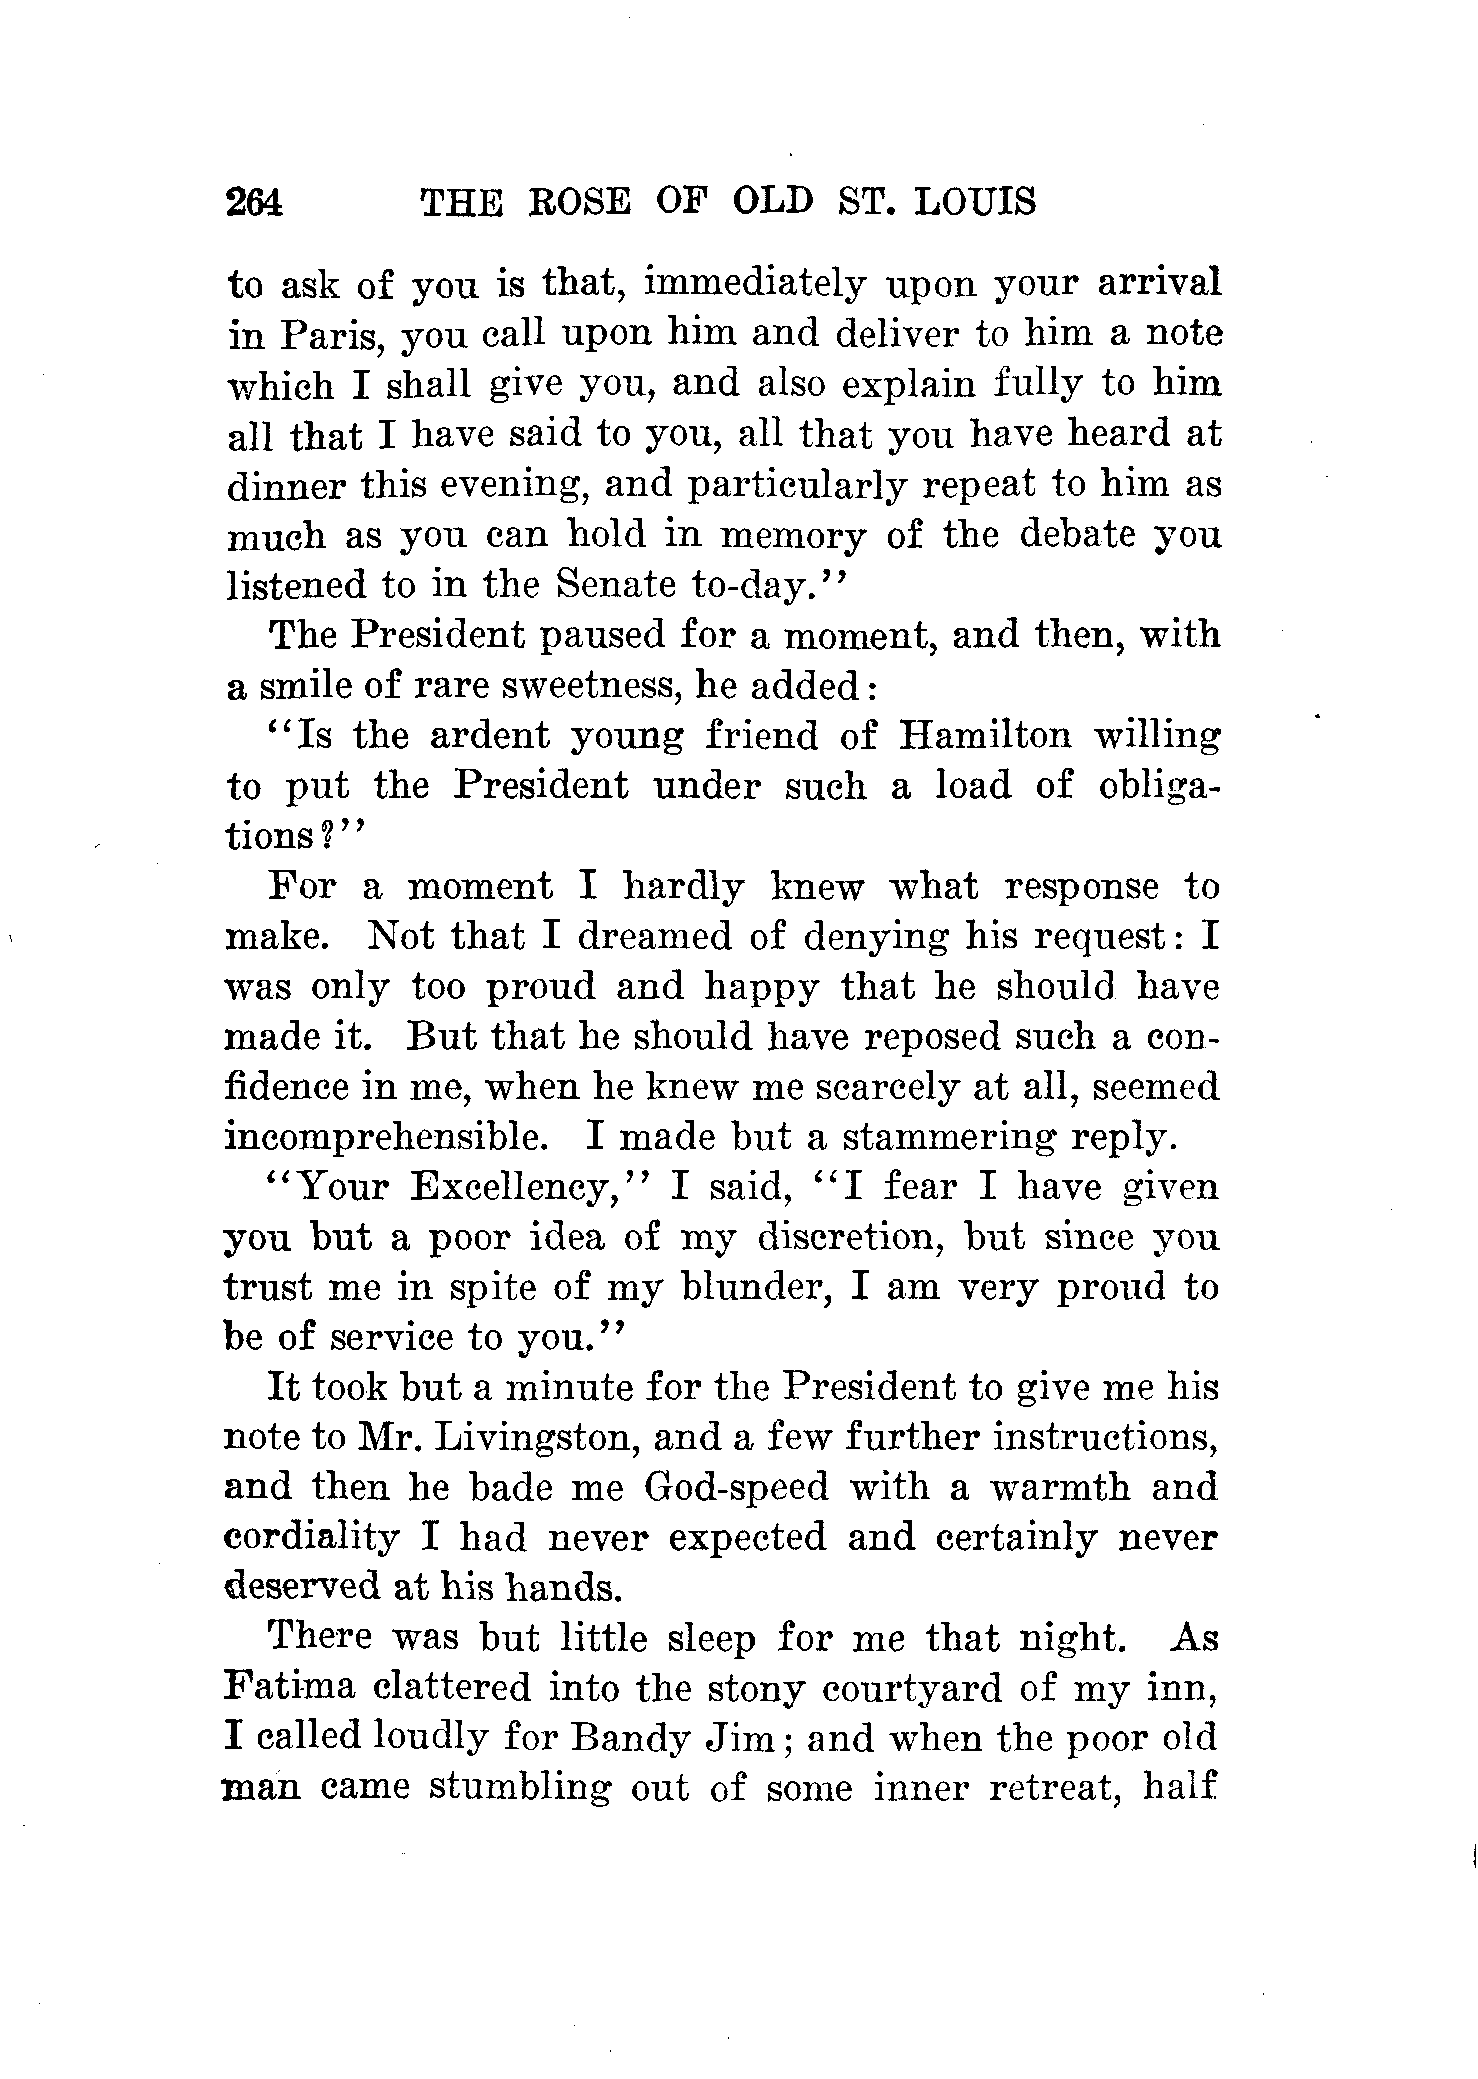 264 THE ROSE OF OLD ST. LOUIS
to ask of you is that, immediately upon your arrival
in Paris, you call upon him and deliver to him a note
which I shall give you, and also explain fully to him
all that I have said to you, all that you have heard at
dinner this evening, and particularly repeat to him as
much as you can hold in memory of the debate you
listened to in the Senate to-day.''
The President paused for a moment, and then, with
a smile of rare sweetness, he added:
‘‘Is the ardent young friend of Hamilton willing
to put the President under such a load of obliga-
tions?’’
For a moment I hardly knew what response to
make. Not that I dreamed of denying his request: I
was only too proud and happy that he should have
made it. But that he should have reposed such a con-
fidence in me, when he knew me scarcely at all, seemed
incomprehensible. I made but a stammering reply.
‘‘Your Excellency,’’ I said, ‘‘I fear I have given
you but a poor idea of my discretion, but since you
trust me in spite of my blunder, I am very proud to
be of service to you.’’
It took but a minute for the President to give me his
note to Mr. Livingston, and a few further instructions,
and then he bade me God-speed with a warmth and
cordiality I had never expected and certainly never
deserved at his hands.
There was but little sleep for me that night. As
Fatima clattered into the stony courtyard of my inn,
I called loudly for Bandy Jim; and when the poor old
man came stumbling out of some inner retreat, half